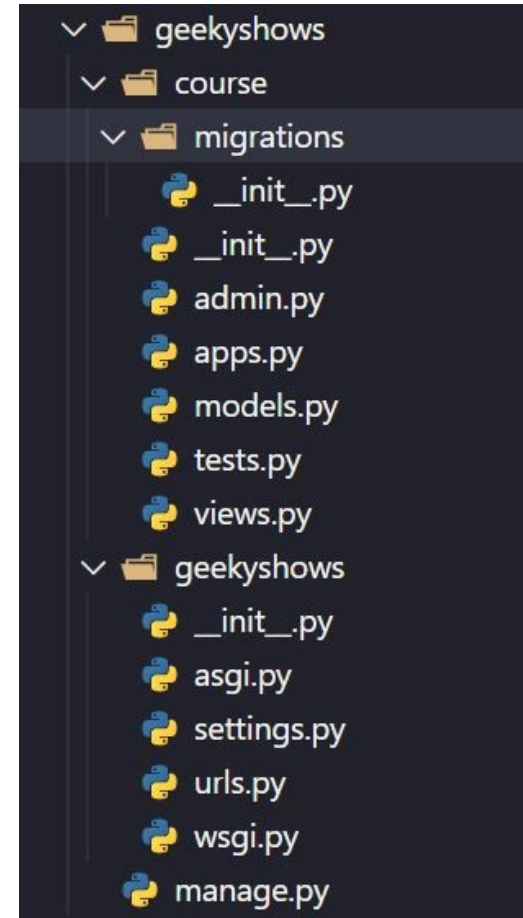 geekyshows
course
migrations
__init__.py
__init__.py
admin.py
apps.py
models.py
tests.py
views.py
geekyshows
__init__.py
asgi.py
settings.py
urls.py
wsgi.py
manage.py